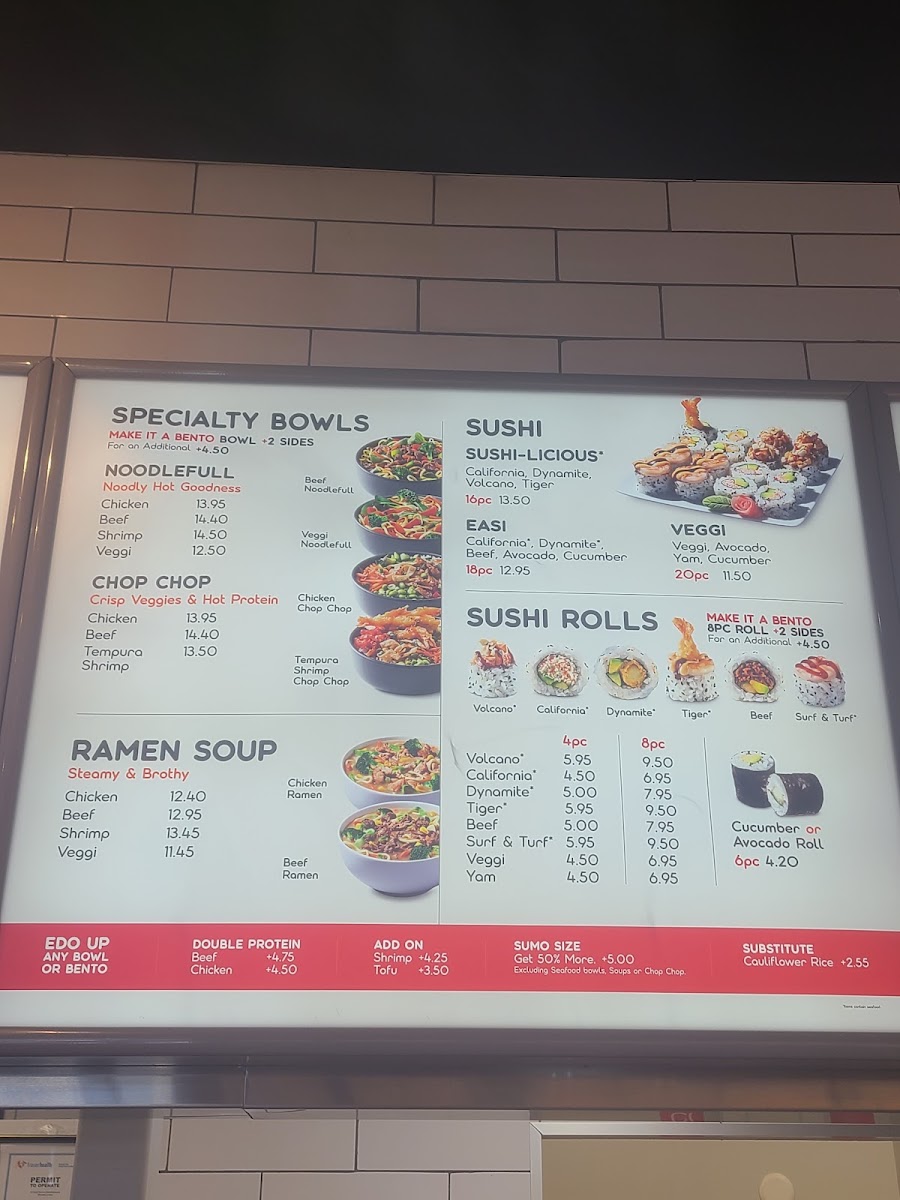 SPECIALTY BOWLS
MAKE IT A BENTO BOWL +2 SIDES
For an Additional +4.50
NOODLEFULL
Noodly Hot Goodness
Chicken 13.95
Beef 14.40
Shrimp 14.50
Veggi 12.50
Beef
Noodlefull
Veggi
Noodlefull
CHOP CHOP
Crisp Veggies & Hot Protein
Chicken 13.95
Beef 14.40
Tempura 13.50
Shrimp
Chicken
Chop Chop
Tempura
Shrimp
Chop Chop
RAMEN SOUP
Steamy & Brothy
Chicken 12.40
Beef 12.95
Shrimp 13.45
Veggi 11.45
Chicken
Ramen
Beef
Ramen
SUSHI
SUSHI-LICIOUS*
California, Dynamite,
Volcano, Tiger
16pc 13.50
EASI
California*, Dynamite*,
Beef, Avocado, Cucumber
18pc 12.95
VEGGI
Veggi, Avocado,
Yam, Cucumber
20pc 11.50
SUSHI ROLLS
MAKE IT A BENTO
8PC ROLL +2 SIDES
For an Additional +4.50
Volcano* California* Dynamite* Tiger* Beef Surf & Turf*
4pc 8pc
Volcano* 5.95 9.50
California* 4.50 6.95
Dynamite* 5.00 7.95
Tiger* 5.95 9.50
Beef 5.00 7.95
Surf & Turf* 5.95 9.50
Veggi 4.50 6.95
Yam 4.50 6.95
Cucumber or
Avocado Roll
6pc 4.20
EDO UP
ANY BOWL
OR BENTO
DOUBLE PROTEIN
Beef +4.75
Chicken +4.50
ADD ON
Shrimp +4.25
Tofu +3.50
SUMO SIZE
Get 50% More. +5.00
Excluding Seafood bowls, Soups or Chop Chop.
SUBSTITUTE
Cauliflower Rice +2.55
PERMIT
TO OPERATE